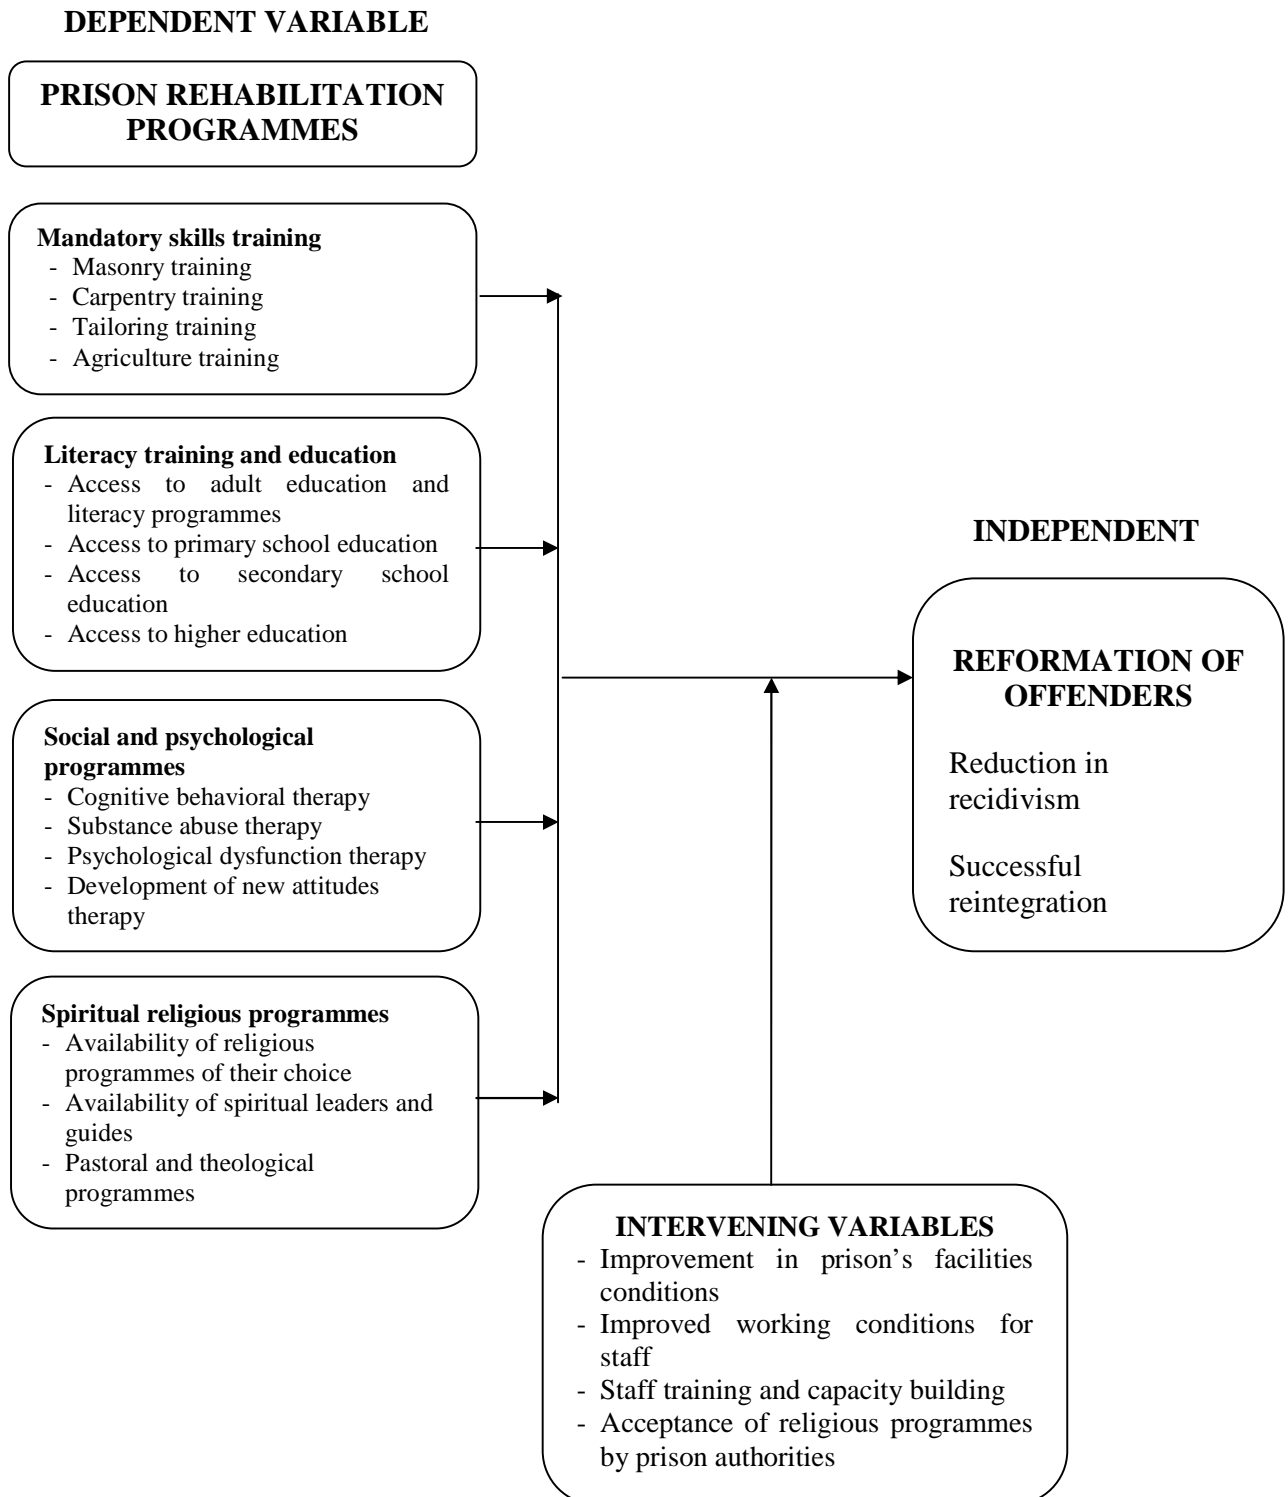 DEPENDENT VARIABLE
PRISON REHABILITATION
PROGRAMMES
Mandatory skills training
- Masonry training
- Carpentry training
- Tailoring training
- Agriculture training
Literacy training and education
- Access to adult education and
literacy programmes
- Access to primary school education
- Access to secondary school
education
- Access to higher education
Social and psychological
programmes
- Cognitive behavioral therapy
- Substance abuse therapy
- Psychological dysfunction therapy
- Development of new attitudes
therapy
Spiritual religious programmes
- Availability of religious
programmes of their choice
- Availability of spiritual leaders and
guides
- Pastoral and theological
programmes
INDEPENDENT
REFORMATION OF
OFFENDERS
Reduction in
recidivism
Successful
reintegration
INTERVENING VARIABLES
- Improvement in prison’s facilities
conditions
- Improved working conditions for
staff
- Staff training and capacity building
- Acceptance of religious programmes
by prison authorities